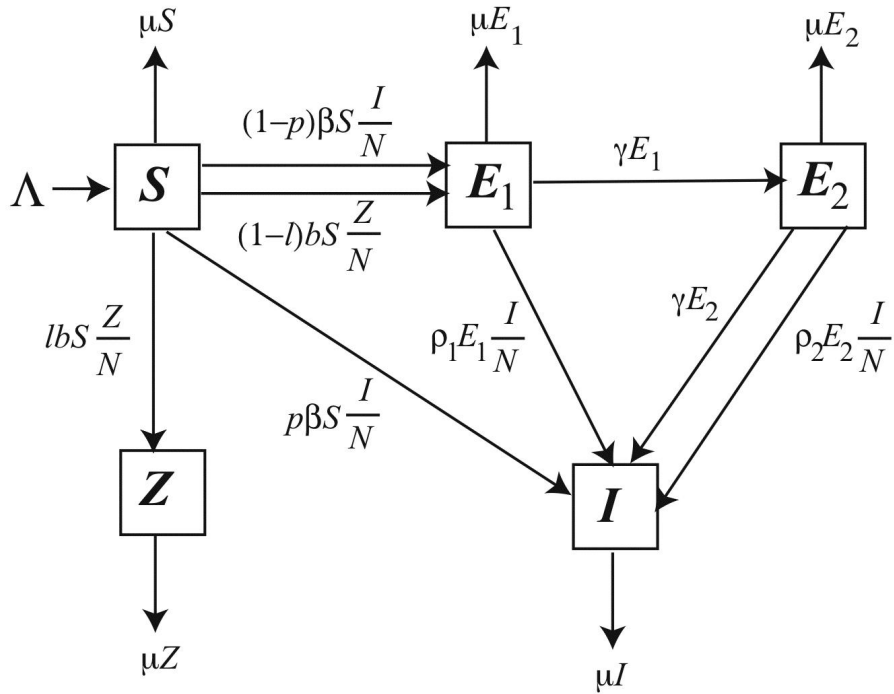 μS
μE₁
μE₂
(1–p)βS I/N
γE₁
Λ
S
E₁
E₂
(1–l)bS Z/N
lbS Z/N
ρ₁E₁ I/N
γE₂
ρ₂E₂ I/N
pβS I/N
Z
I
μZ
μI